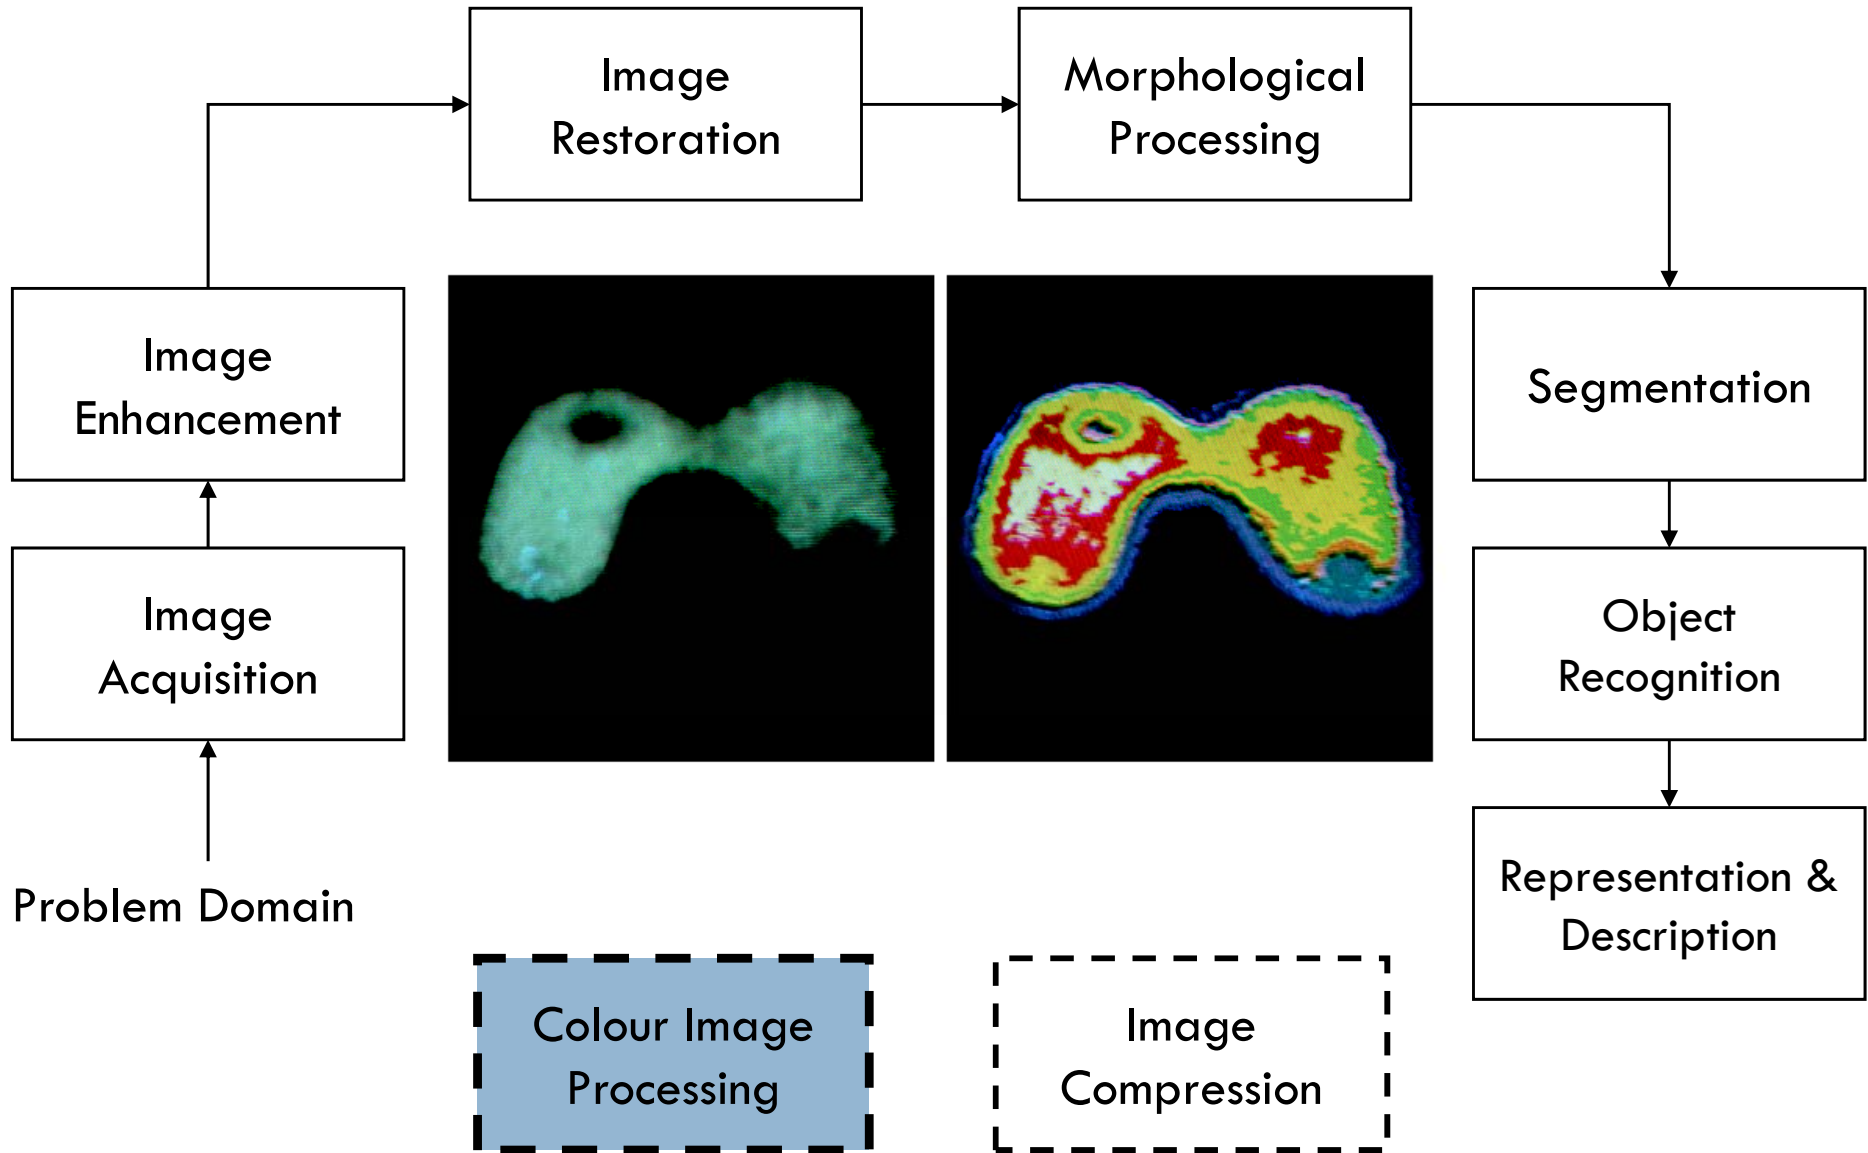 Image
Restoration
Morphological
Processing
Image
Enhancement
Segmentation
Image
Acquisition
Object
Recognition
Problem Domain
Representation &
Description
Colour Image
Processing
Image
Compression